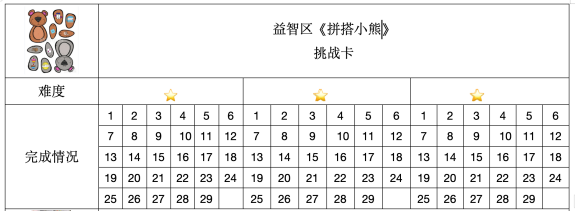 益智区《拼搭小熊》
挑战卡
难度
完成情况
1 2 3 4 5 6 1 2 3 4 5 6 1 2 3 4 5 6
7 8 9 10 11 12 7 8 9 10 11 12 7 8 9 10 11 12
13 14 15 16 17 18 13 14 15 16 17 18 13 14 15 16 17 18
19 20 21 22 23 24 19 20 21 22 23 24 19 20 21 22 23 24
25 26 27 28 29 25 26 27 28 29 25 26 27 28 29